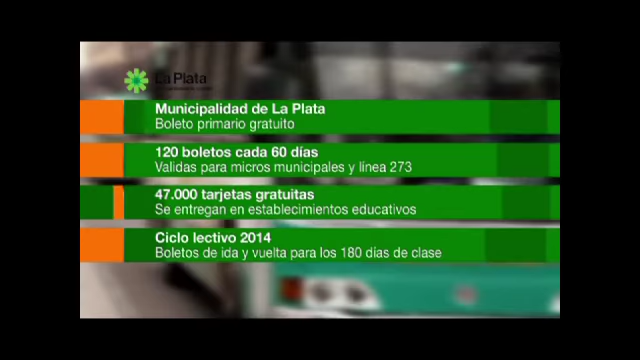 La Plata
Municipalidad de La Plata
Boleto primario gratuito
120 boletos cada 60 días
Validas para micros municipales y línea 273
47.000 tarjetas gratuitas
Se entregan en establecimientos educativos
Ciclo lectivo 2014
Boletos de ida y vuelta para los 180 días de clase